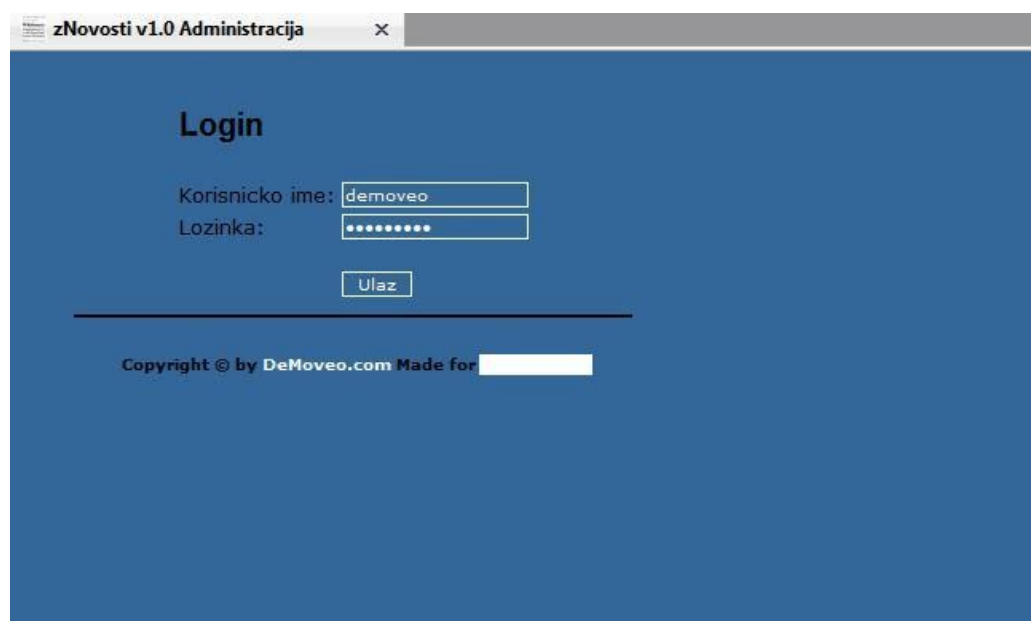 zNovosti v1.0 Administracija
Login
Korisnicko ime: demoveo
Lozinka: •••••••••
Ulaz
Copyright © by DeMoveo.com Made for